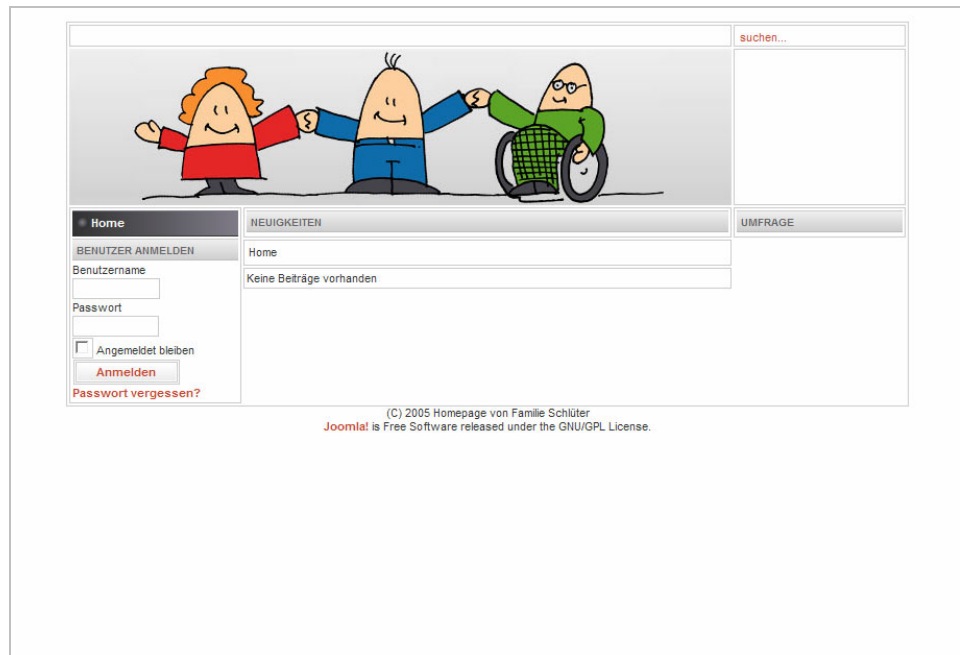 suchen...
Home
NEUIGKEITEN
UMFRAGE
BENUTZER ANMELDEN
Home
Benutzername
Keine Beiträge vorhanden
Passwort
Angemeldet bleiben
Anmelden
Passwort vergessen?
(C) 2005 Homepage von Familie Schlüter
Joomla! is Free Software released under the GNU/GPL License.